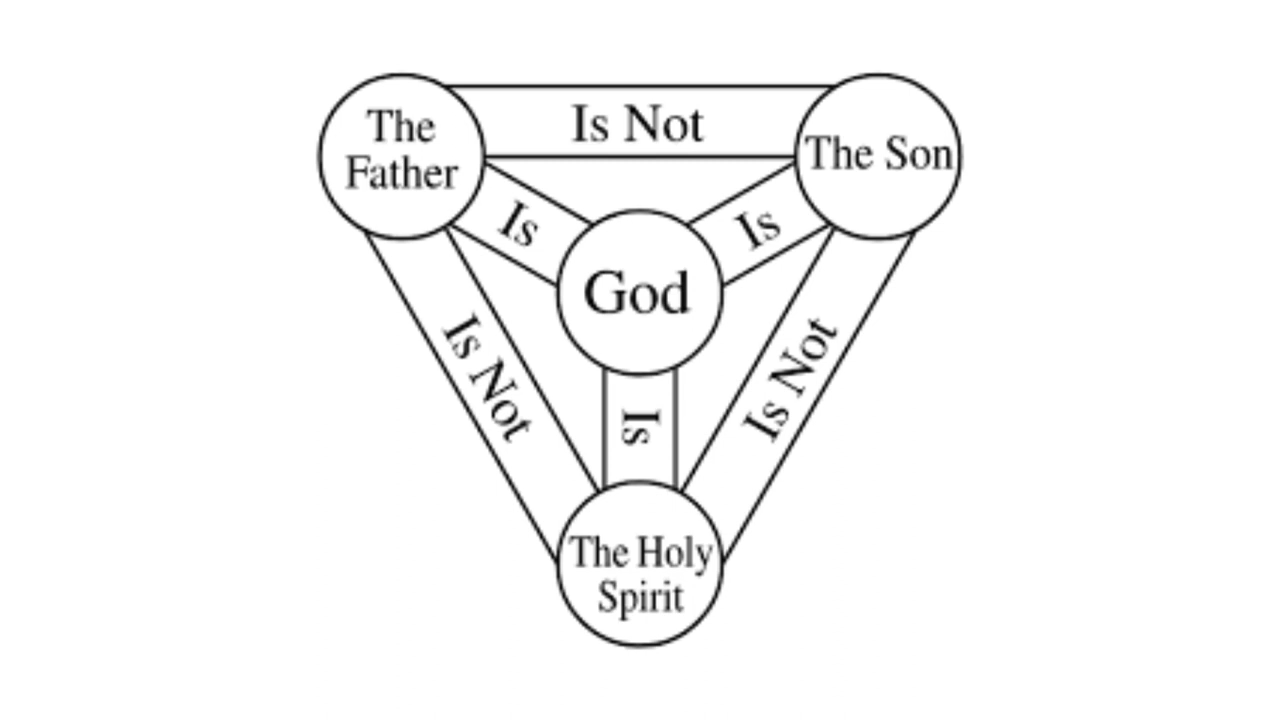 The
Father
Is Not
The Son
Is
Is
God
Is Not
Is Not
Is
The Holy
Spirit